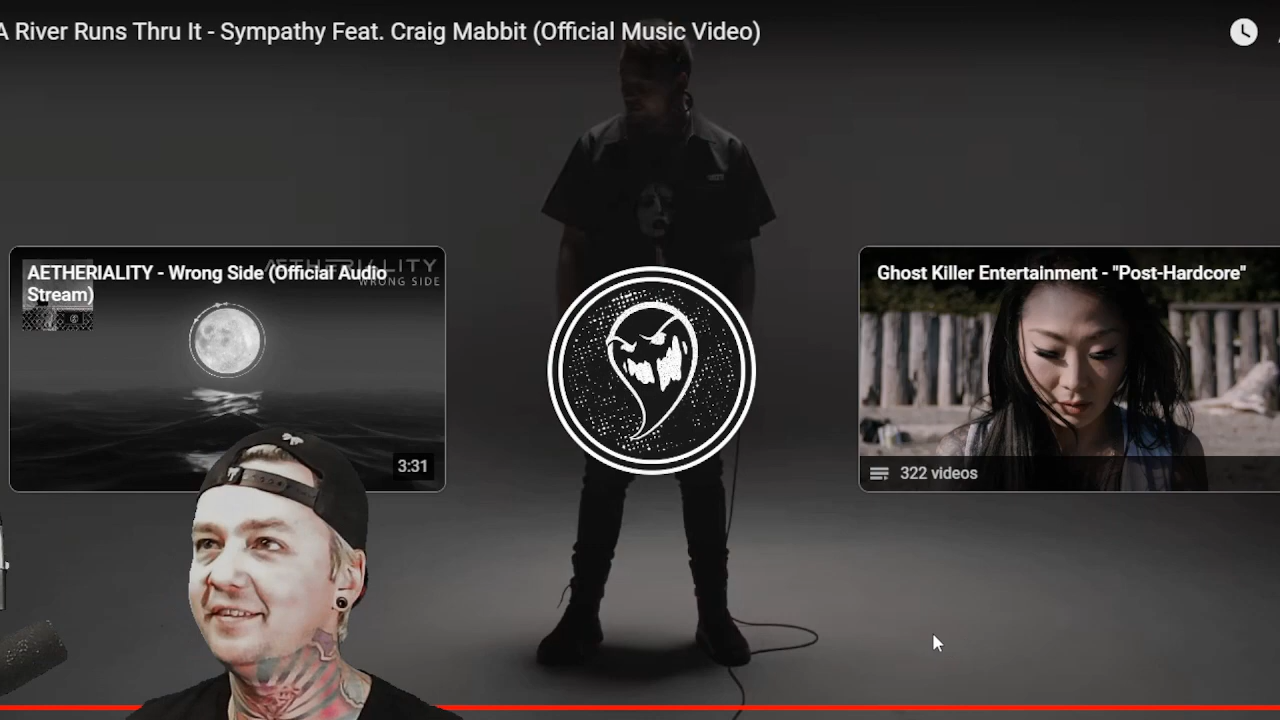 A River Runs Thru It - Sympathy Feat. Craig Mabbit (Official Music Video)
AETHERIALITY
WRONG SIDE
AETHERIALITY - Wrong Side (Official Audio
Stream)
3:31
Ghost Killer Entertainment - "Post-Hardcore"
322 videos